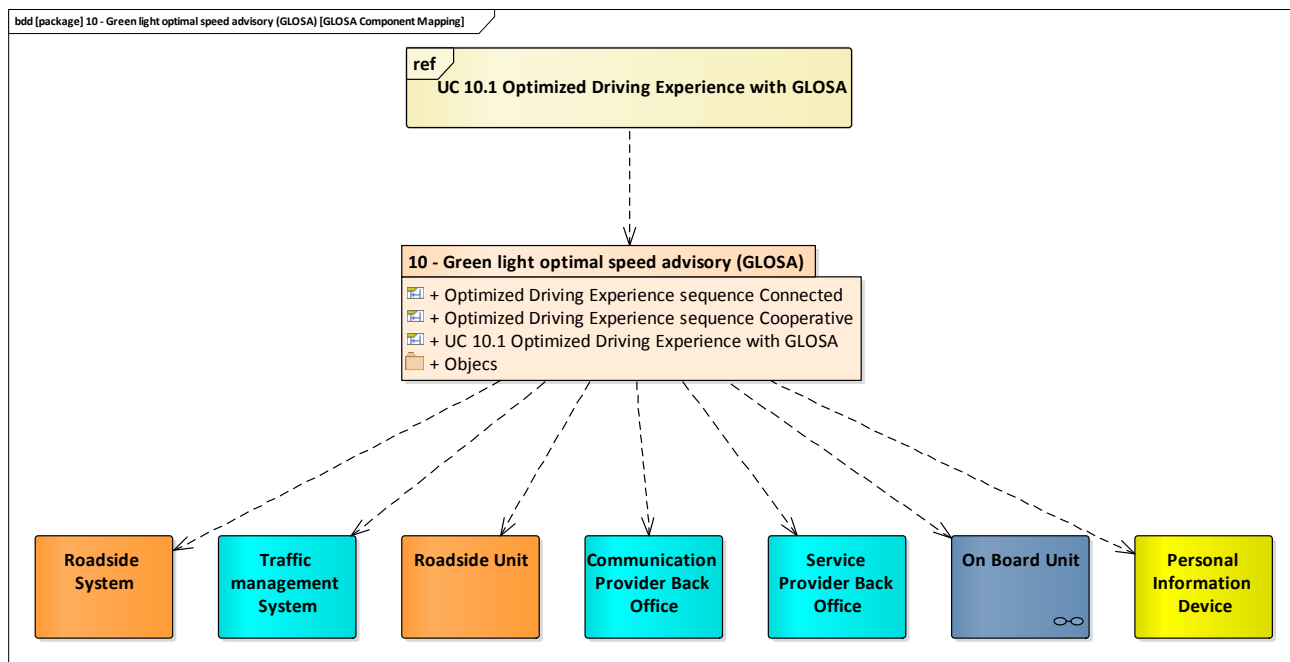 bdd [package] 10 - Green light optimal speed advisory (GLOSA) [GLOSA Component Mapping]
ref
UC 10.1 Optimized Driving Experience with GLOSA
10 - Green light optimal speed advisory (GLOSA)
+ Optimized Driving Experience sequence Connected
+ Optimized Driving Experience sequence Cooperative
+ UC 10.1 Optimized Driving Experience with GLOSA
+ Objecs
Roadside
System
Traffic
management
System
Roadside Unit
Communication
Provider Back
Office
Service
Provider Back
Office
On Board Unit
Personal
Information
Device